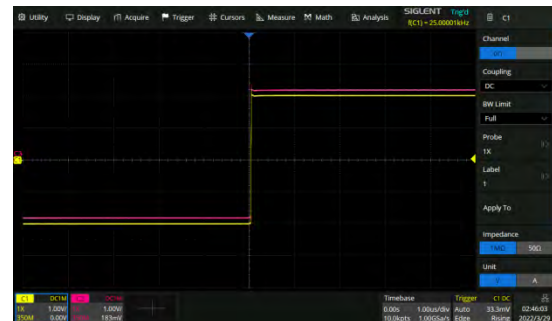 Utility
Display
Acquire
Trigger
Cursors
Measure
Math
Analysis
SIGLENT Trig'd
f(C1) = 25.00001kHz
C1
Channel
Coupling
DC
BW Limit
Full
Probe
1X
Label
1
Apply To
Impedance
1MΩ 50Ω
Unit
V A
C1 DC1M
1X 1.00V/
350M 0.00V
C2
1.00V/
183mV
Timebase
0.00s 1.00us/div
10.0kpts 1.00GSa/s
Trigger C1 DC
Auto 33.3mV
Edge Rising
02:46:03
2022/3/29